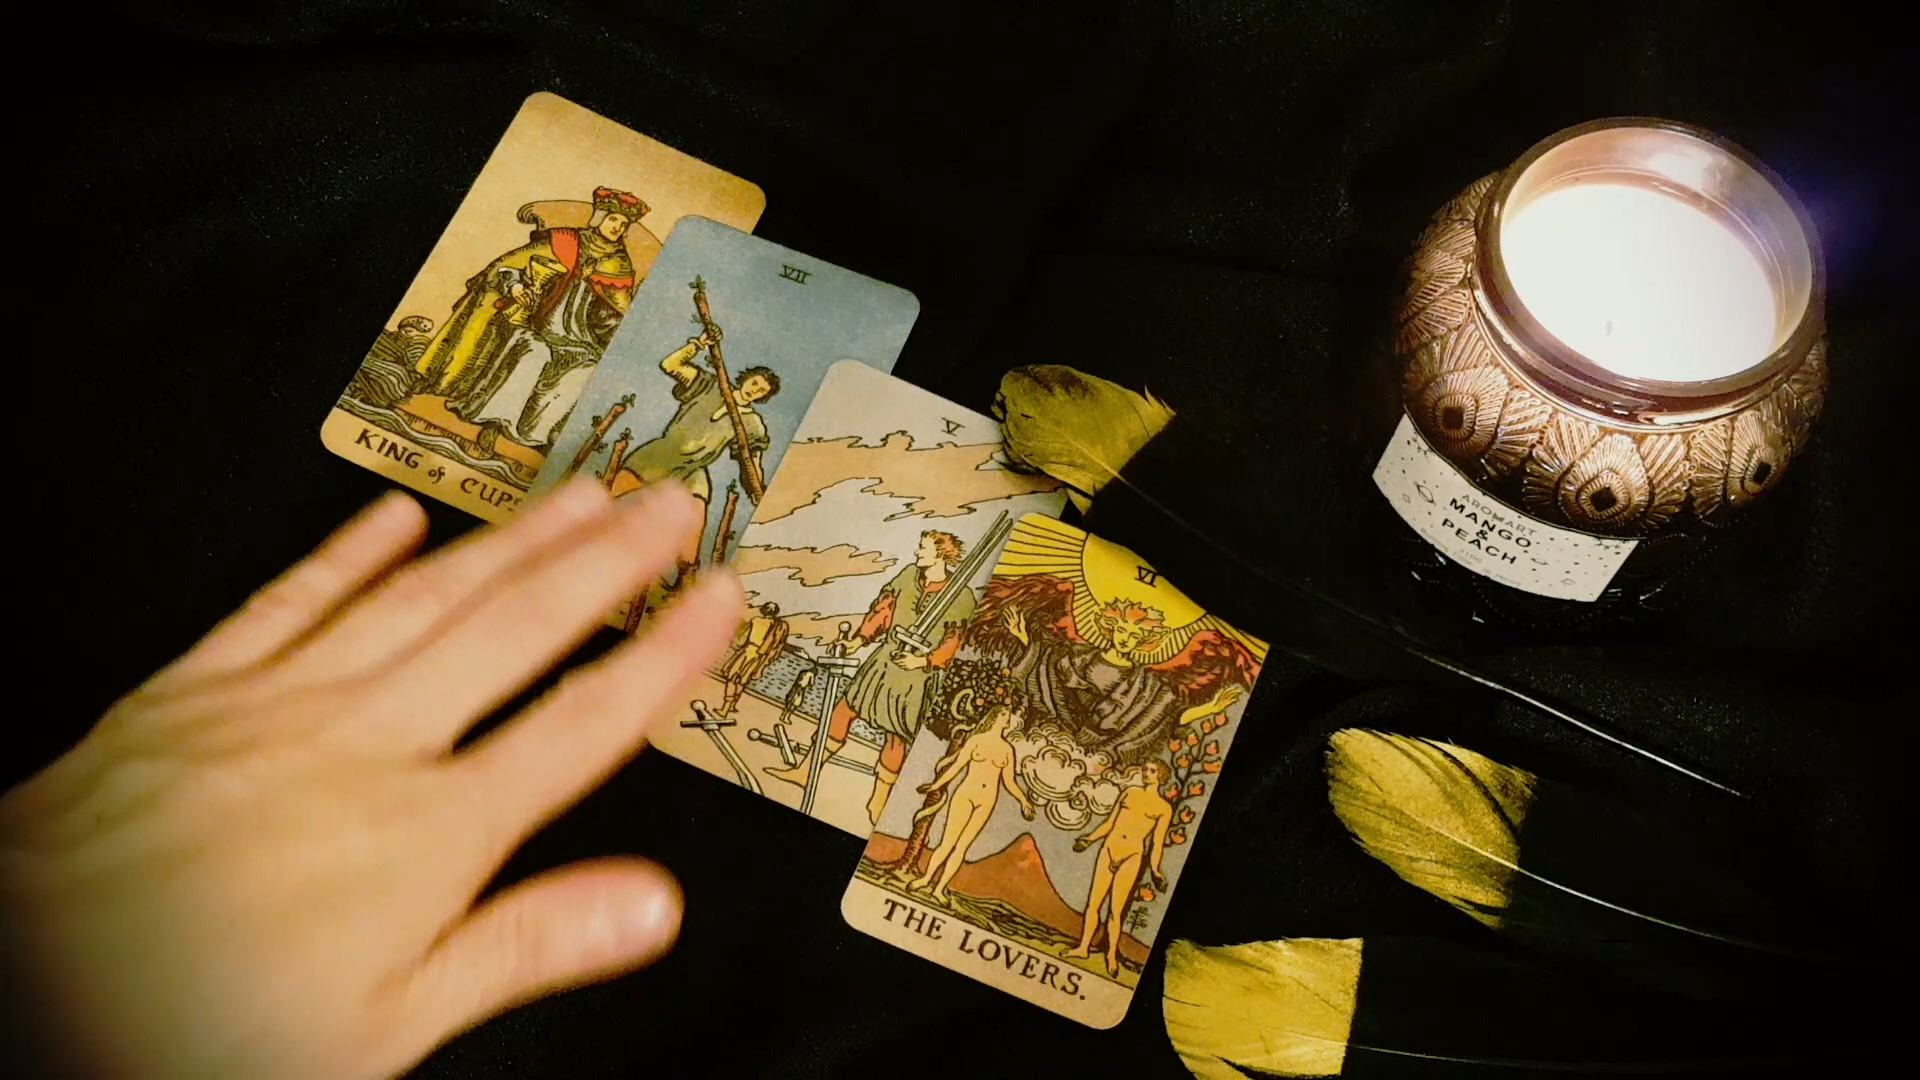 KING of CUPS
VII
V
VI
THE LOVERS.
AROMART
MANGO
&
PEACH